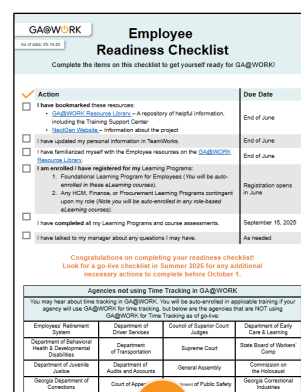 GA@WORK
As of date: 05.14.25
Employee
Readiness Checklist
Complete the items on this checklist to get yourself ready for GA@WORK!
Action
Due Date
I have bookmarked these resources:
• GA@WORK Resource Library – A repository of helpful information,
including the Training Support Center
• NextGen Website – Information about the project
End of June
I have updated my personal information in TeamWorks.
End of June
I have familiarized myself with the Employee resources on the GA@WORK
Resource Library.
End of June
I am enrolled / have registered for my Learning Programs:
1. Foundational Learning Program for Employees (You will be auto-
enrolled in these eLearning courses).
2. Any HCM, Finance, or Procurement Learning Programs contingent
upon my role (Note you will be auto-enrolled in any role-based
eLearning courses).
Registration opens
in June
I have completed all my Learning Programs and course assessments.
September 15, 2025
I have talked to my manager about any questions I may have.
As needed
Congratulations on completing your readiness checklist!
Look for a go-live checklist in Summer 2025 for any additional
necessary actions to complete before October 1.
Agencies not using Time Tracking in GA@WORK
You may hear about time tracking in GA@WORK. You will be auto-enrolled in applicable training if your
agency will use GA@WORK for time tracking, but below are the agencies that are NOT using
GA@WORK for Time Tracking as of go-live:
Employees' Retirement
System
Department of
Driver Services
Council of Superior Court
Judges
Department of Early
Care & Learning
Department of Behavioral
Health & Developmental
Disabilities
Department
of Transportation
Supreme Court
State Board of Workers'
Comp
Department of Juvenile
Justice
Department of
Audits and Accounts
General Assembly
Commission on
the Holocaust
Georgia Department of
Corrections
Court of Appeals
of Public Safety
Georgia Correctional
Industries